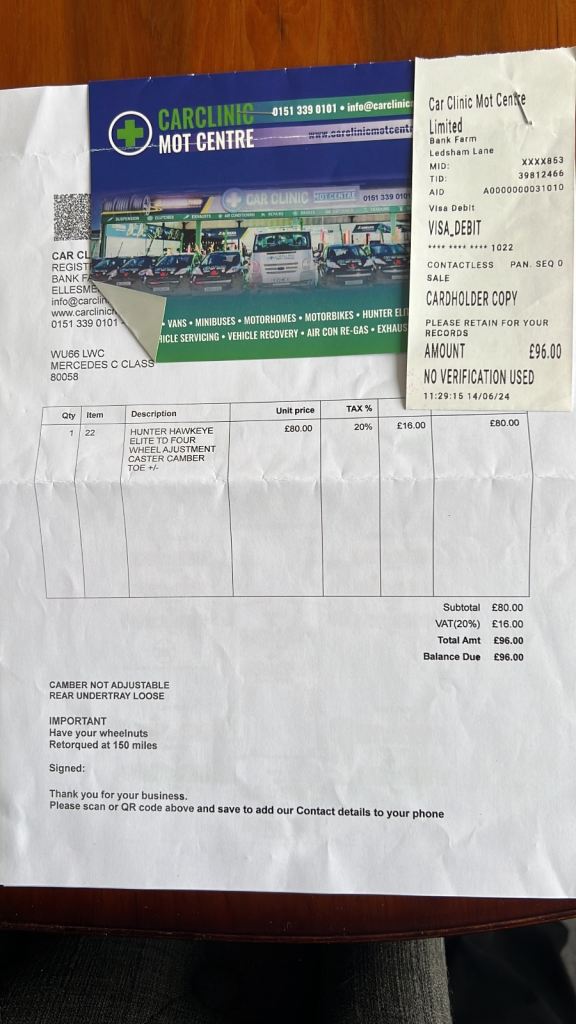 CARCLINIC
MOT CENTRE
0151 339 0101 • info@carclinic
www.carclinicmotcent
CAR CLINIC MOT CENTRE 0151 339 0101
VANS • MINIBUSES • MOTORHOMES • MOTORBIKES • HUNTER
SERVICING • VEHICLE RECOVERY • AIR CON RE-GAS •
Car Clinic Mot Centre
Limited
Bank Farm
Ledsham Lane
MID: XXXX853
TID: 39812466
AID A0000000031010
Visa Debit
VISA_DEBIT
**** **** **** 1022
CONTACTLESS PAN. SEQ 0
SALE
CARDHOLDER COPY
PLEASE RETAIN FOR YOUR
RECORDS
AMOUNT £96.00
NO VERIFICATION USED
11:29:15 14/06/24
CAR CL
REGIST
BANK FA
ELLESME
info@carclin
www.carclinic
0151 339 0101
WU66 LWC
MERCEDES C CLASS
80058
Qty Item Description Unit price TAX %
1 22 HUNTER HAWKEYE £80.00 20% £16.00 £80.00
ELITE TO FOUR
WHEEL AJUSTMENT
CASTER CAMBER
TOE +/-
Subtotal £80.00
VAT(20%) £16.00
Total Amt £96.00
Balance Due £96.00
CAMBER NOT ADJUSTABLE
REAR UNDERTRAY LOOSE
IMPORTANT
Have your wheelnuts
Retorqued at 150 miles
Signed:
Thank you for your business.
Please scan or QR code above and save to add our Contact details to your phone